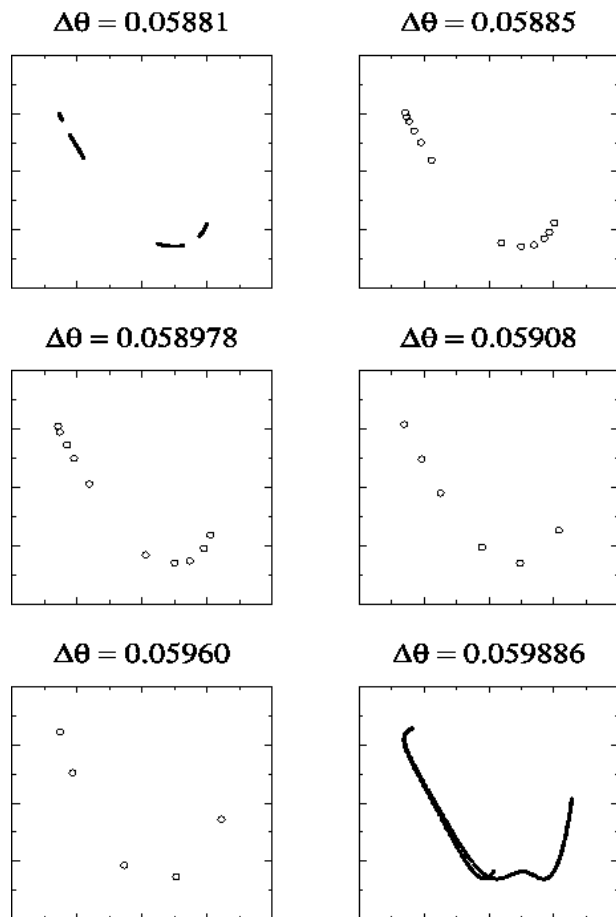 Δθ = 0.05881
Δθ = 0.05885
Δθ = 0.058978
Δθ = 0.05908
Δθ = 0.05960
Δθ = 0.059886